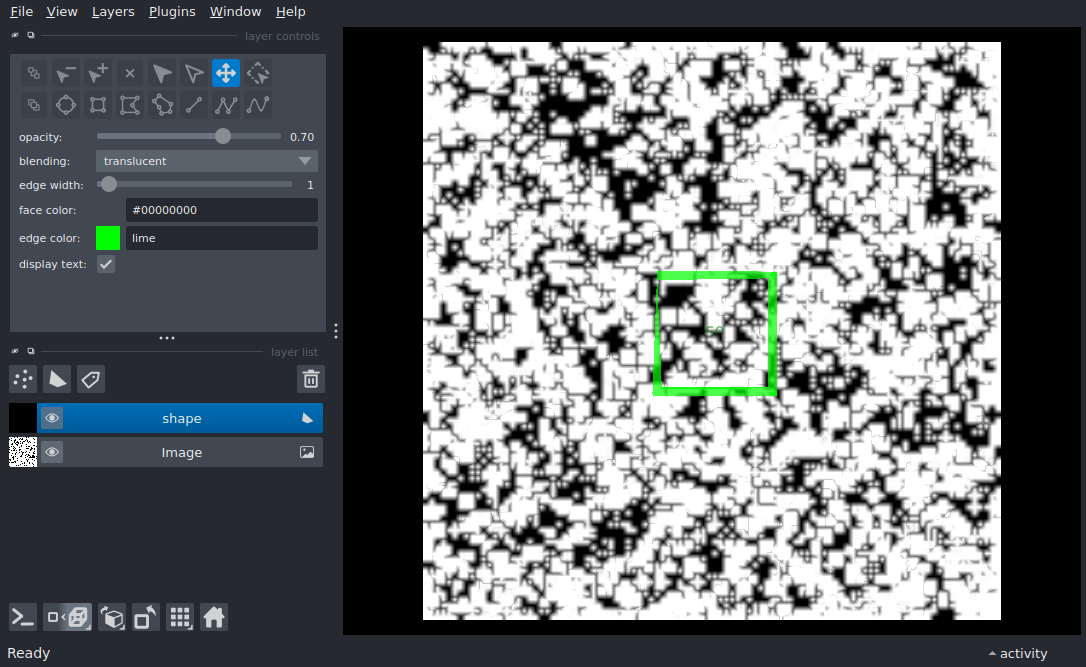 File View Layers Plugins Window Help
layer controls
opacity: 0.70
blending: translucent
edge width: 1
face color: #00000000
edge color: lime
display text:
layer list
shape
Image
Ready
activity